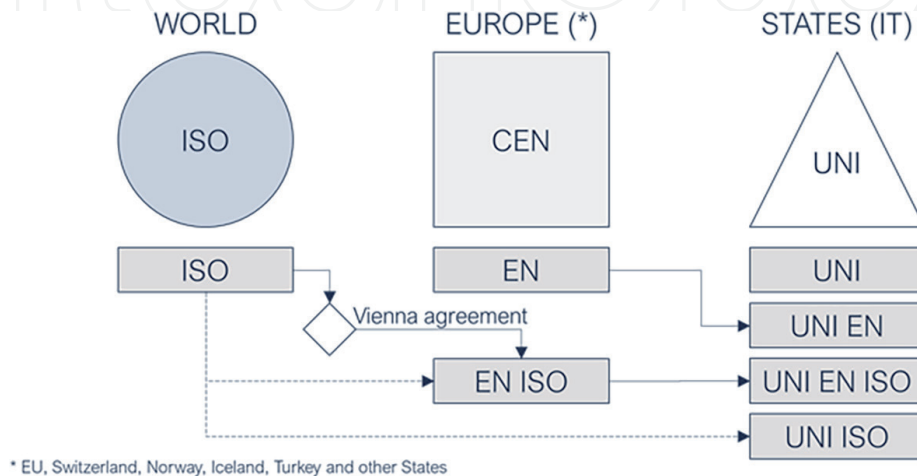 WORLD
EUROPE (*)
STATES (IT)
ISO
CEN
UNI
ISO
EN
UNI
Vienna agreement
UNI EN
EN ISO
UNI EN ISO
UNI ISO
* EU, Switzerland, Norway, Iceland, Turkey and other States